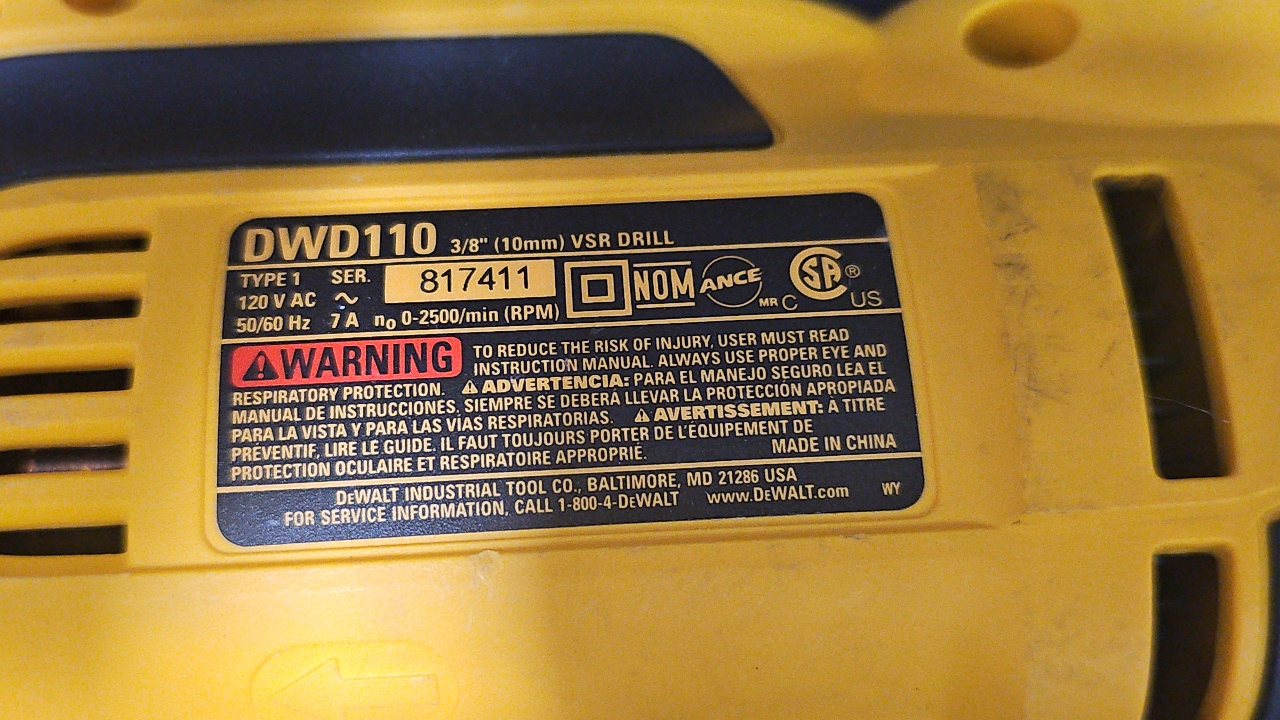 DWD110 3/8" (10mm) VSR DRILL
TYPE 1 SER. 817411
120 V AC ~
50/60 Hz 7 A n₀ 0-2500/min (RPM)
NOM ANCE MR C SA® US
⚠WARNING TO REDUCE THE RISK OF INJURY, USER MUST READ
INSTRUCTION MANUAL. ALWAYS USE PROPER EYE AND
RESPIRATORY PROTECTION. ⚠ADVERTENCIA: PARA EL MANEJO SEGURO LEA EL
MANUAL DE INSTRUCCIONES, SIEMPRE SE DEBERÁ LLEVAR LA PROTECCIÓN APROPIADA
PARA LA VISTA Y PARA LAS VIAS RESPIRATORIAS. ⚠AVERTISSEMENT: À TITRE
PRÉVENTIF, LIRE LE GUIDE. IL FAUT TOUJOURS PORTER DE L'ÉQUIPEMENT DE
PROTECTION OCULAIRE ET RESPIRATOIRE APPROPRIÉ. MADE IN CHINA
DEWALT INDUSTRIAL TOOL CO., BALTIMORE, MD 21286 USA
FOR SERVICE INFORMATION, CALL 1-800-4-DEWALT www.DEWALT.com WY